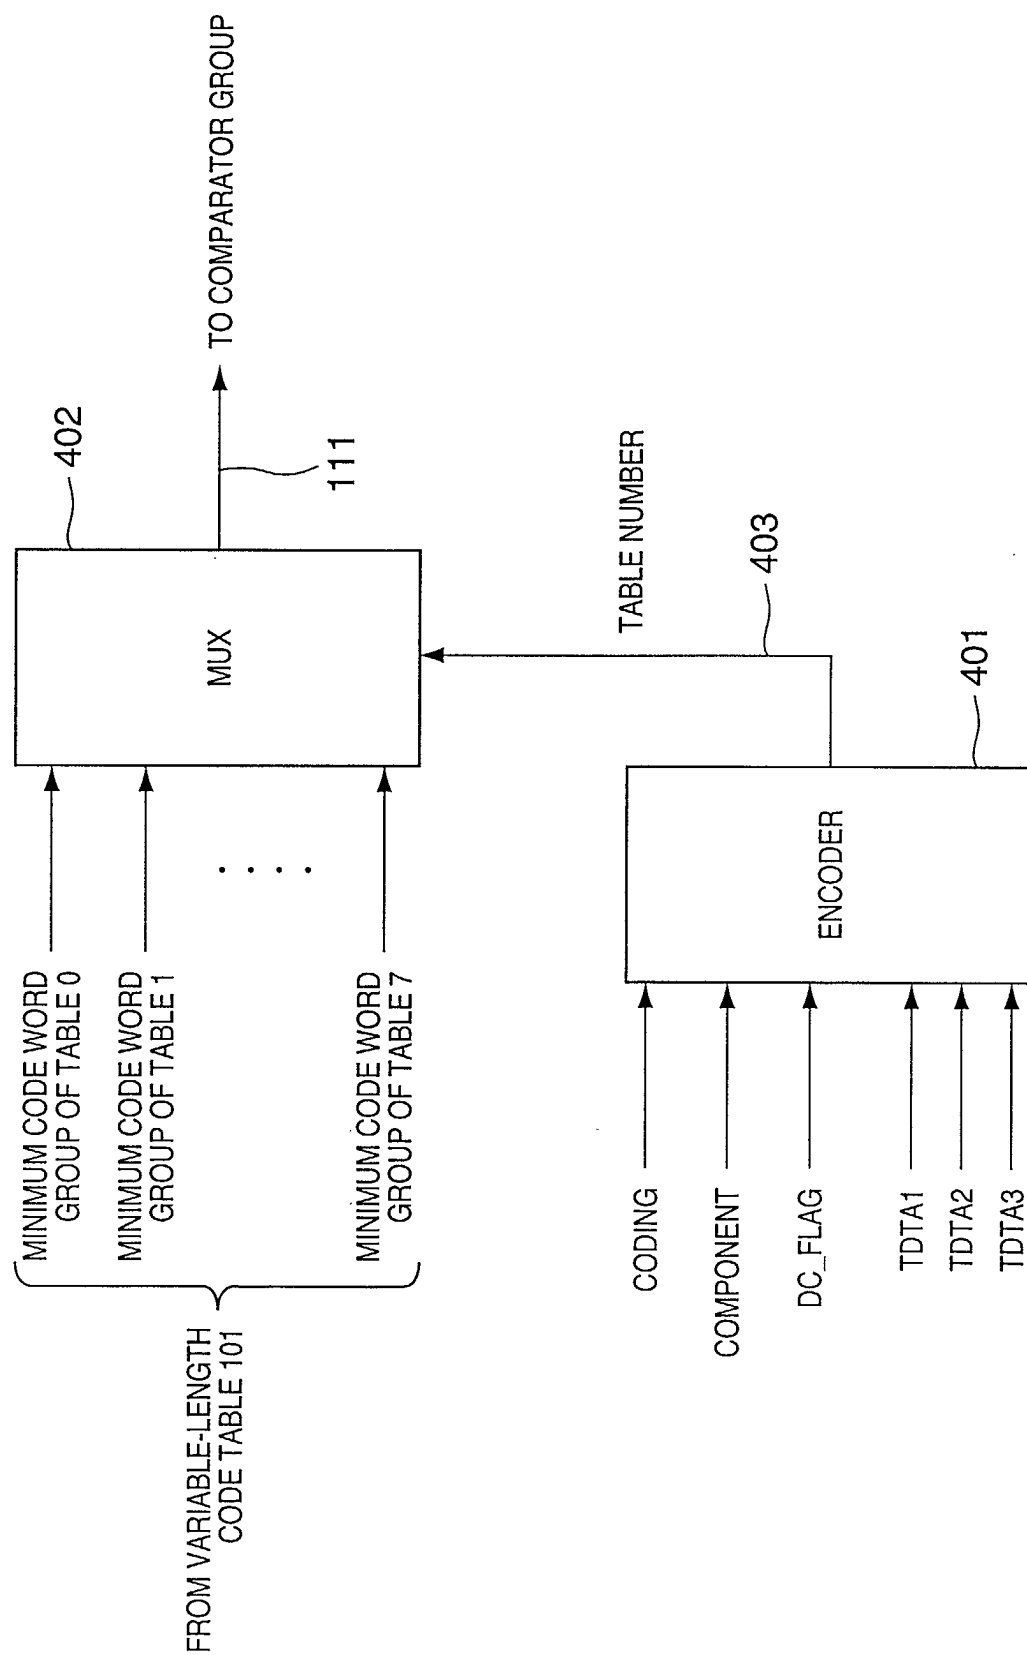 FROM VARIABLE-LENGTH
CODE TABLE 101
MINIMUM CODE WORD
GROUP OF TABLE 0
MINIMUM CODE WORD
GROUP OF TABLE 1
. . . .
MINIMUM CODE WORD
GROUP OF TABLE 7
MUX
402
111
TO COMPARATOR GROUP
TABLE NUMBER
403
CODING
COMPONENT
DC_FLAG
TDTA1
TDTA2
TDTA3
ENCODER
401